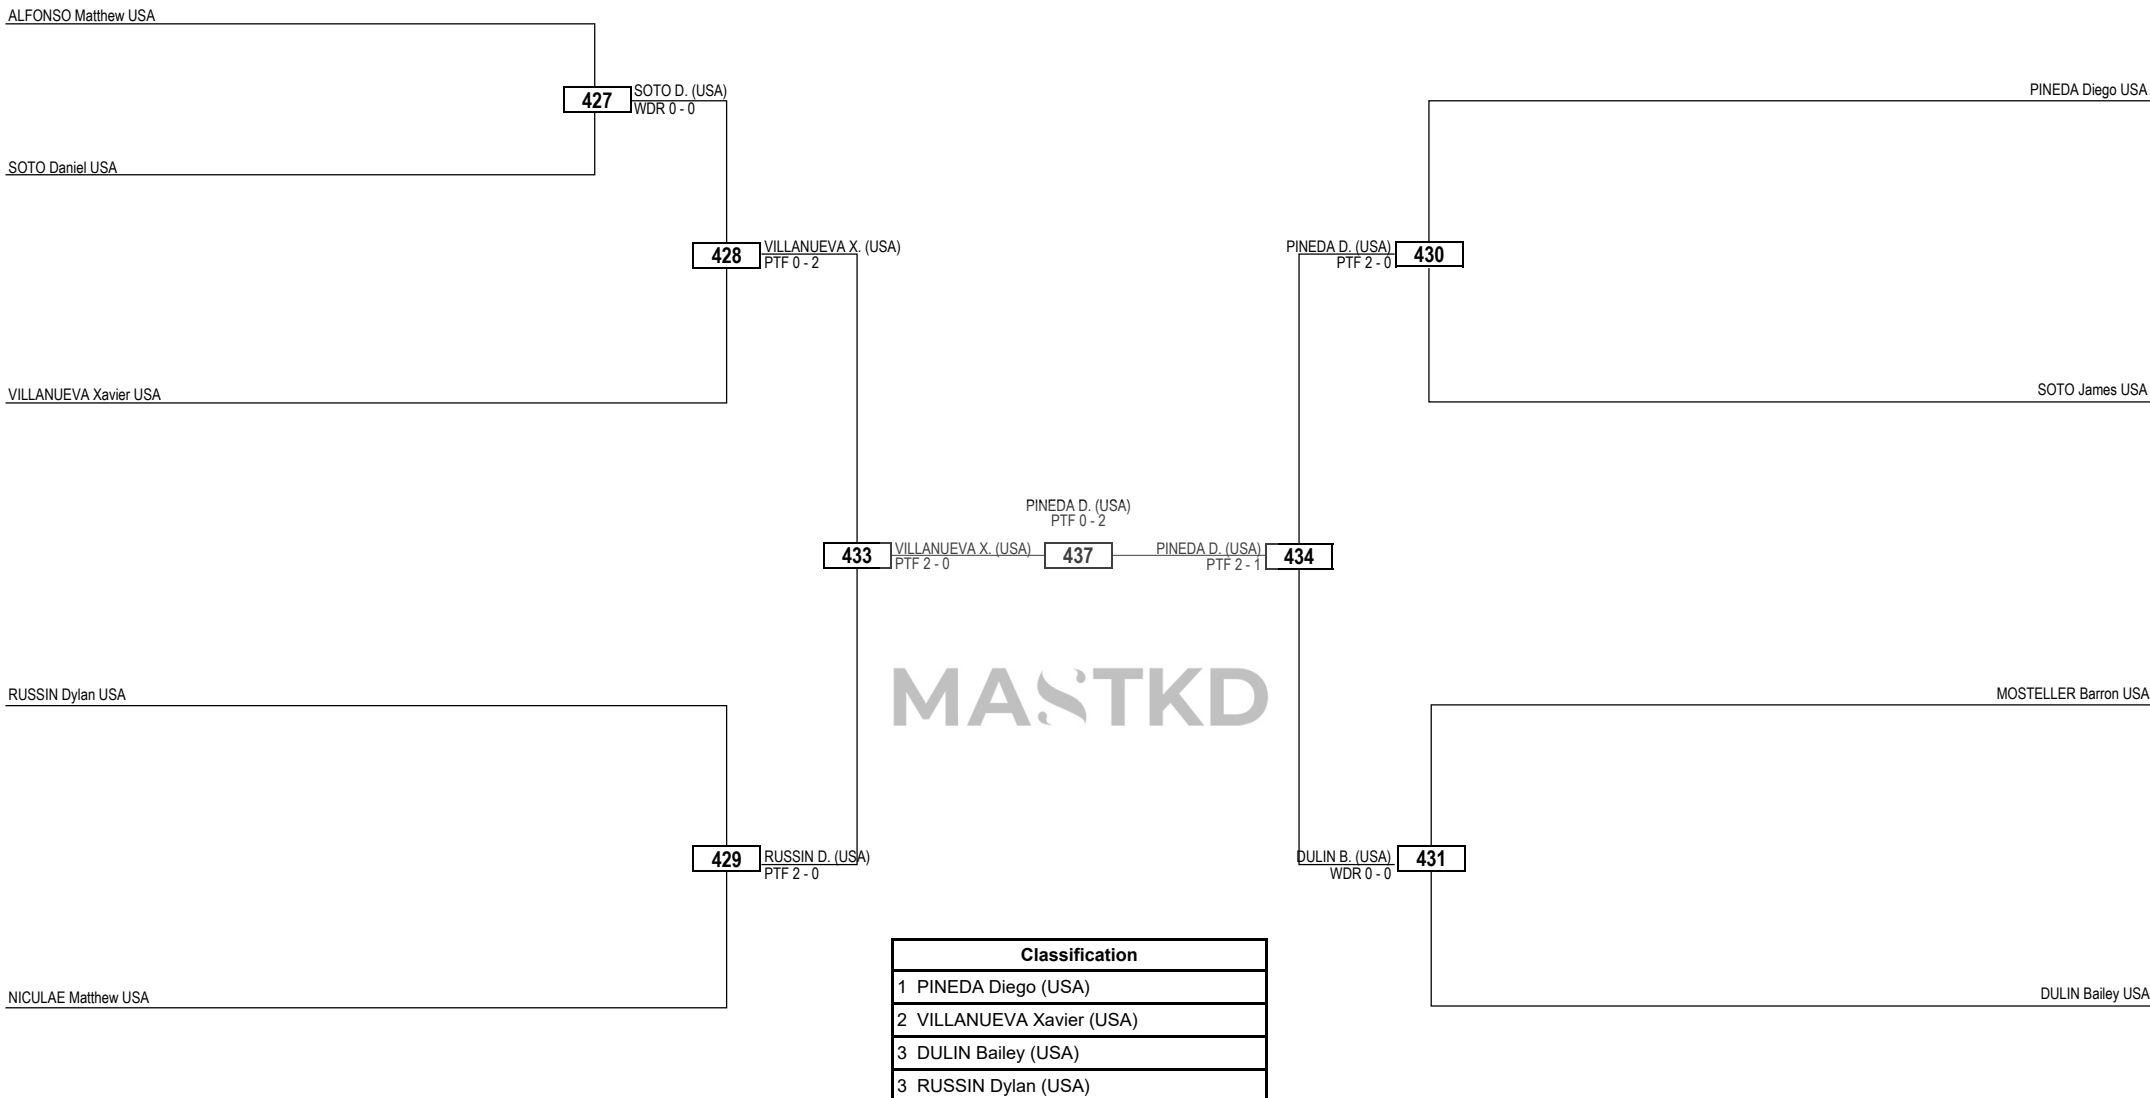 ALFONSO Matthew USA
427
SOTO D. (USA)
WDR 0 - 0
SOTO Daniel USA
428
VILLANUEVA X. (USA)
PTF 0 - 2
VILLANUEVA Xavier USA
433
VILLANUEVA X. (USA)
PTF 2 - 0
RUSSIN Dylan USA
429
RUSSIN D. (USA)
PTF 2 - 0
NICULAE Matthew USA
PINEDA D. (USA)
PTF 0 - 2
437
PINEDA Diego USA
PINEDA D. (USA)
PTF 2 - 0
430
SOTO James USA
PINEDA D. (USA)
PTF 2 - 1
434
MOSTELLER Barron USA
DULIN B. (USA)
WDR 0 - 0
431
DULIN Bailey USA
MASTKD
Classification
1 PINEDA Diego (USA)
2 VILLANUEVA Xavier (USA)
3 DULIN Bailey (USA)
3 RUSSIN Dylan (USA)